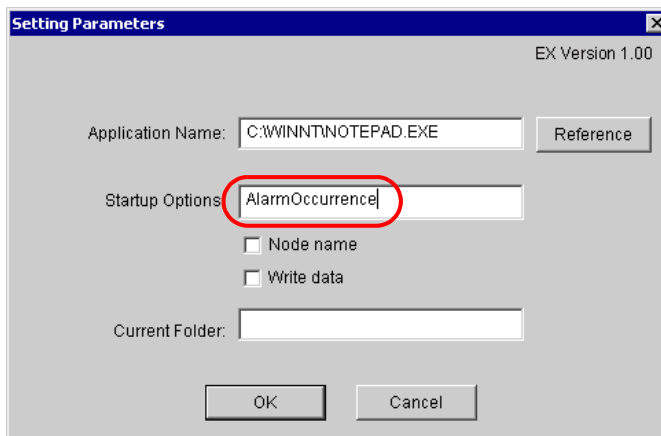 Setting Parameters
EX Version 1.00
Application Name: C:\WINNT\NOTEPAD.EXE Reference
Startup Options AlarmOccurrence
Node name
Write data
Current Folder:
OK Cancel